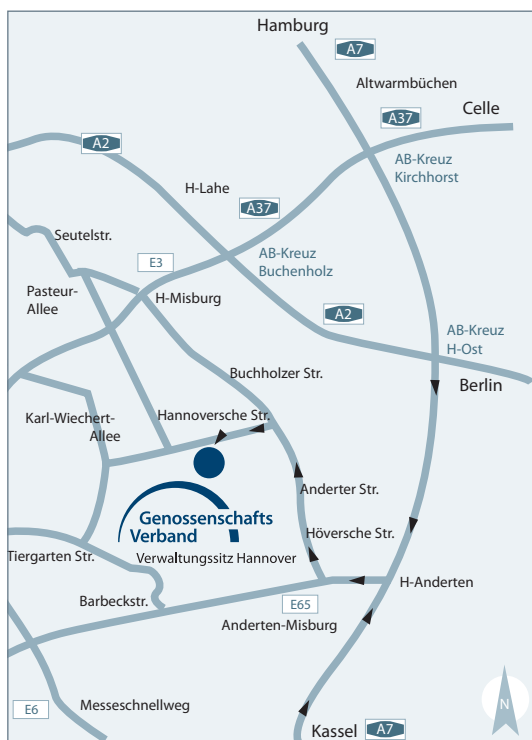 Hamburg
A7
Altwarmbüchen
A37
Celle
A2
AB-Kreuz
Kirchhorst
H-Lahe
A37
Seutelstr.
E3
AB-Kreuz
Buchenholz
Pasteur-
Allee
H-Misburg
A2
AB-Kreuz
H-Ost
Buchholzer Str.
Berlin
Karl-Wiechert-
Allee
Hannoversche Str.
Anderter Str.
Genossenschafts
Verband
Höversche Str.
Verwaltungssitz Hannover
Tiergarten Str.
H-Anderten
Barbeckstr.
E65
Anderten-Misburg
E6
Messeschnellweg
Kassel
A7
N